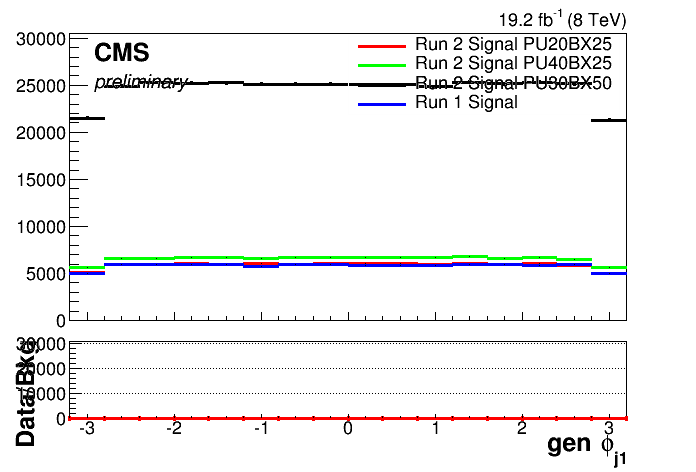 19.2 fb-1 (8 TeV)
CMS
preliminary
Run 2 Signal PU20BX25
Run 2 Signal PU40BX25
Run 2 Signal PU30BX50
Run 1 Signal
30000
25000
20000
15000
10000
5000
0
Data/Bkg
30000
20000
10000
0
-3 -2 -1 0 1 2 3
gen ϕj1